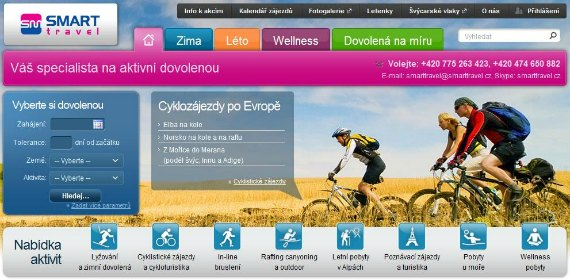 SM SMART
travel
Info k akcím
Kalendář zájezdů
Fotogalerie
Letenky
Švýcarské vlaky
O nás
Přihlášení
Zima
Léto
Wellness
Dovolená na míru
Vyhledat
Váš specialista na aktivní dovolenou
Volejte: +420 775 263 423, +420 474 650 882
E-mail: smarttravel@smarttravel.cz, Skype: smarttravel.cz
Vyberte si dovolenou
Zahájení:
Tolerance: dní od začátku
Země: -- Vyberte --
Aktivita: -- Vyberte --
Hledej...
» Zadat více parametrů
Cyklozájezdy po Evropě
Elba na kole
Norsko na kole a na raftu
Z Mořice do Merana
(podél švýc. Innu a Adige)
» Cyklistické zájezdy
Nabídka
aktivit
Lyžování
a zimní dovolená
Cyklistické zájezdy
a cykloturistika
In-line
bruslení
Rafting canyoning
a outdoor
Letní pobyty
v Alpách
Poznávací zájezdy
a turistika
Pobyty
u moře
Wellness
pobyty